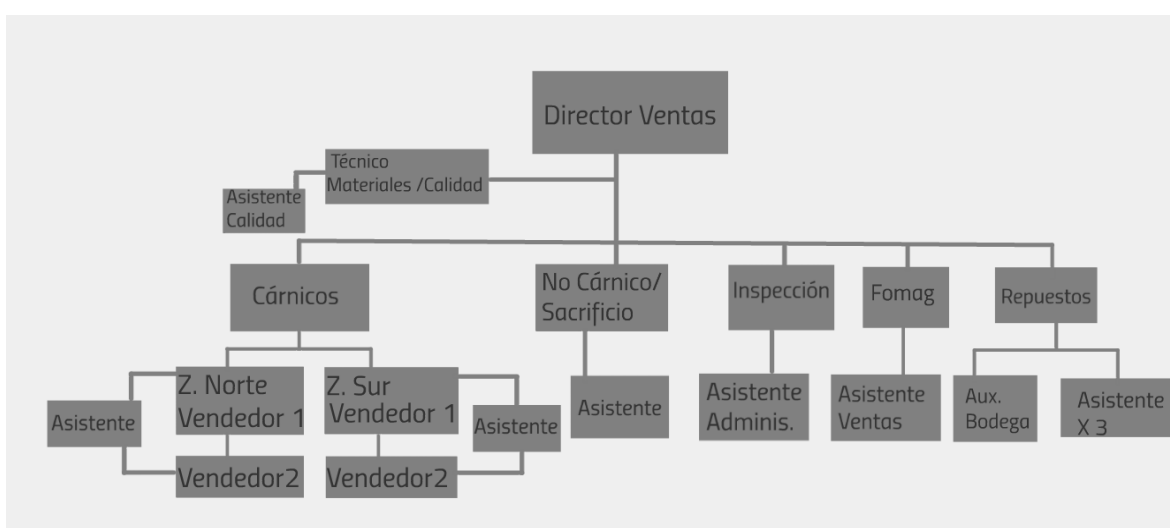 Director Ventas
Técnico
Materiales /Calidad
Asistente
Calidad
Cárnicos
No Cárnico/
Sacrificio
Inspección
Fomag
Repuestos
Z. Norte
Vendedor 1
Z. Sur
Vendedor 1
Asistente
Asistente
Vendedor2
Vendedor2
Asistente
Asistente
Adminis.
Asistente
Ventas
Aux.
Bodega
Asistente
X 3